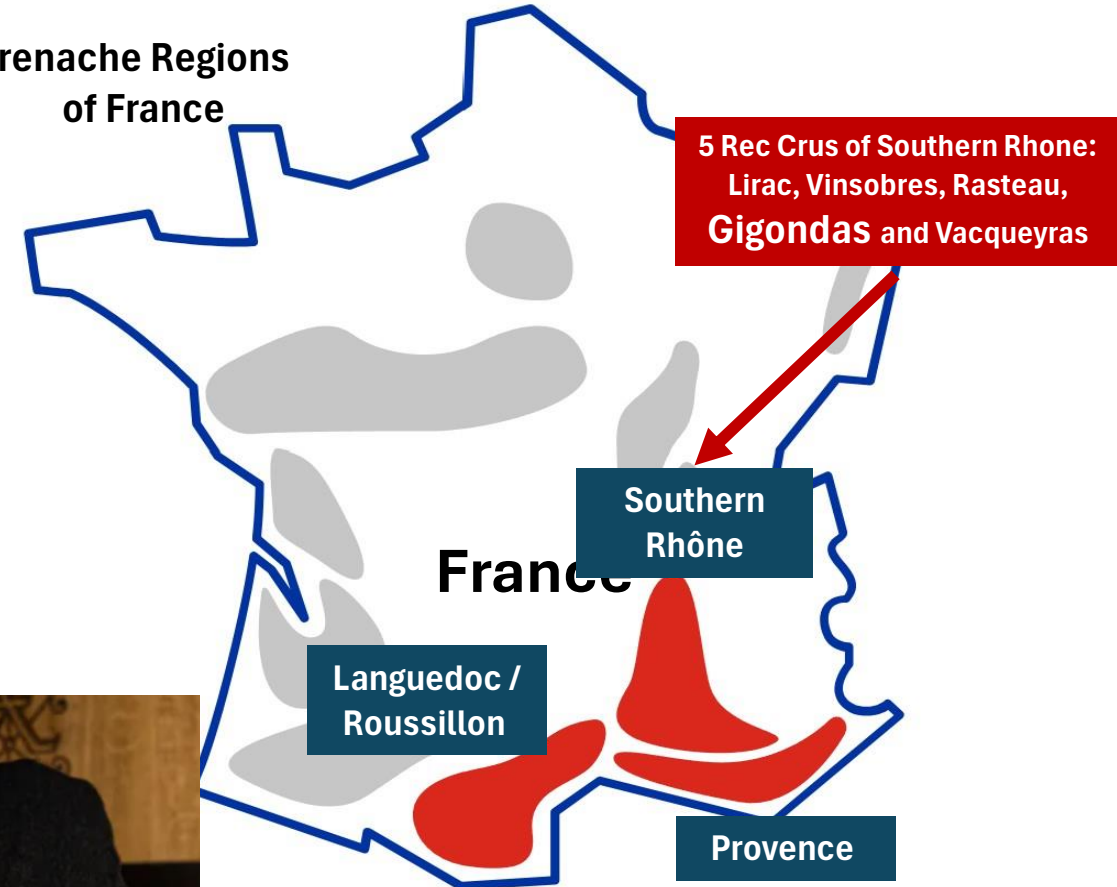 renache Regions
of France
5 Rec Crus of Southern Rhone:
Lirac, Vinsobres, Rasteau,
Gigondas and Vacqueyras
Southern
Rhône
France
Languedoc /
Roussillon
Provence